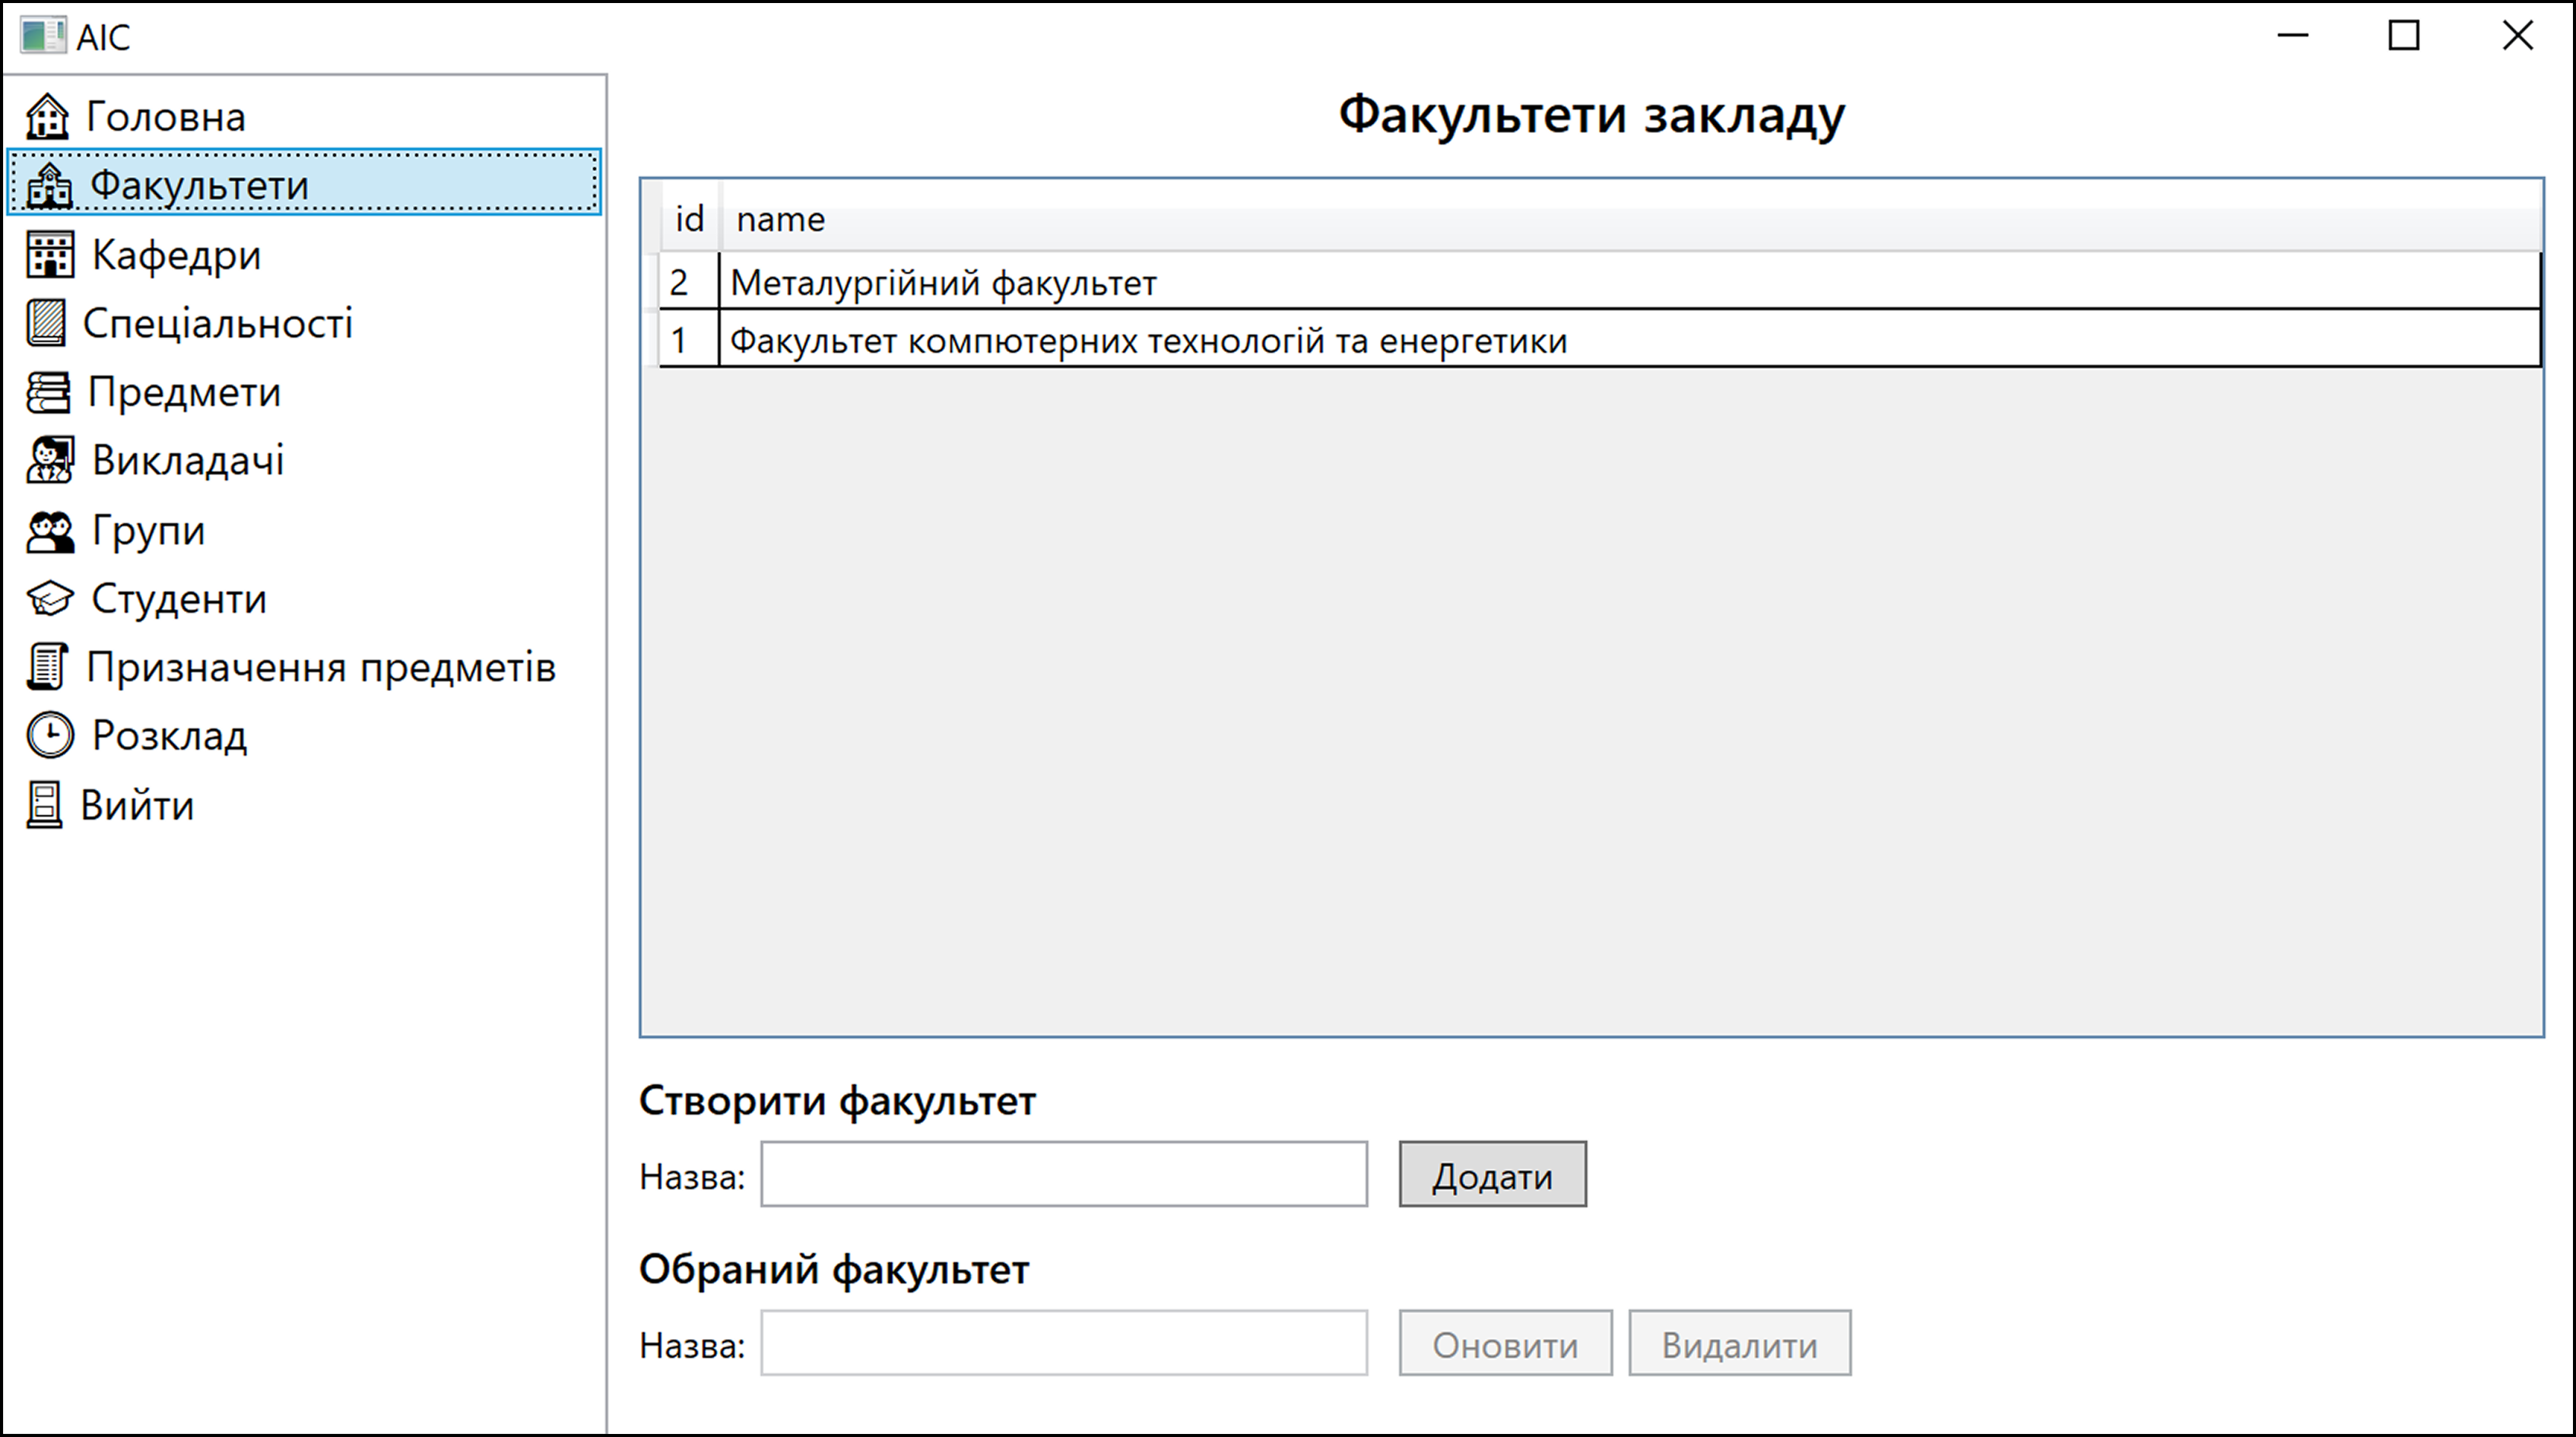 АІС
Головна
Факультети
Кафедри
Спеціальності
Предмети
Викладачі
Групи
Студенти
Призначення предметів
Розклад
Вийти
Факультети закладу
id name
2 Металургійний факультет
1 Факультет компютерних технологій та енергетики
Створити факультет
Назва: Додати
Обраний факультет
Назва: Оновити Видалити